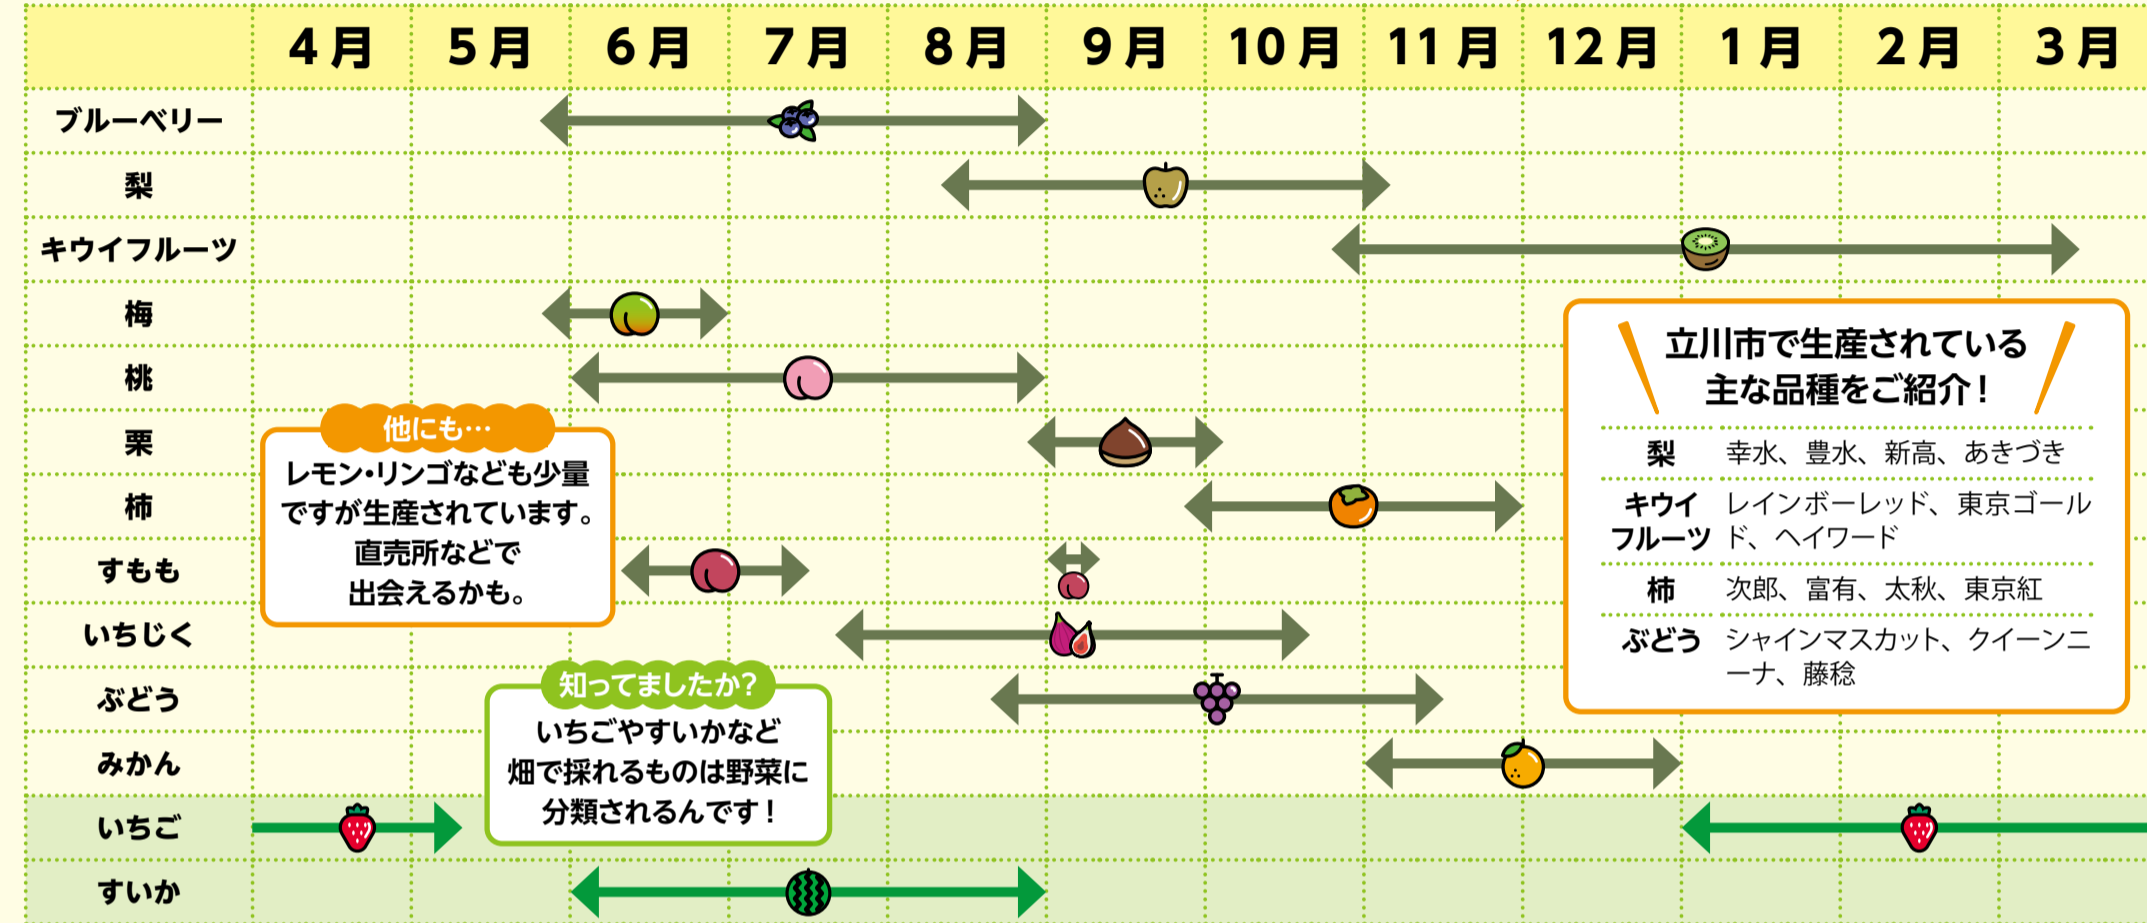 4月 5月 6月 7月 8月 9月 10月 11月 12月 1月 2月 3月
ブルーベリー
梨
キウイフルーツ
梅
桃
栗
柿
すもも
いちじく
ぶどう
みかん
いちご
すいか
他にも…
レモン・リンゴなども少量
ですが生産されています。
直売所などで
出会えるかも。
知ってましたか？
いちごやすいかなど
畑で採れるものは野菜に
分類されるんです！
立川市で生産されている
主な品種をご紹介！
梨 幸水、豊水、新高、あきづき
キウイ レインボーレッド、東京ゴール
フルーツ ド、ヘイワード
柿 次郎、富有、太秋、東京紅
ぶどう シャインマスカット、クイーンニ
ーナ、藤稔